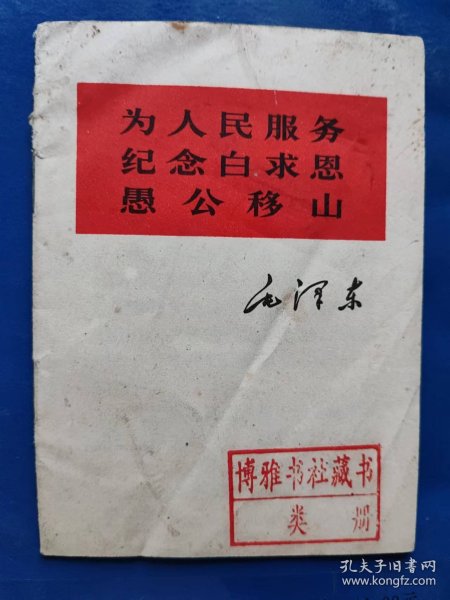 为人民服务
纪念白求恩
愚公移山
毛泽东
博雅书社藏书
类 册
孔夫子旧书网
www.kongfz.com